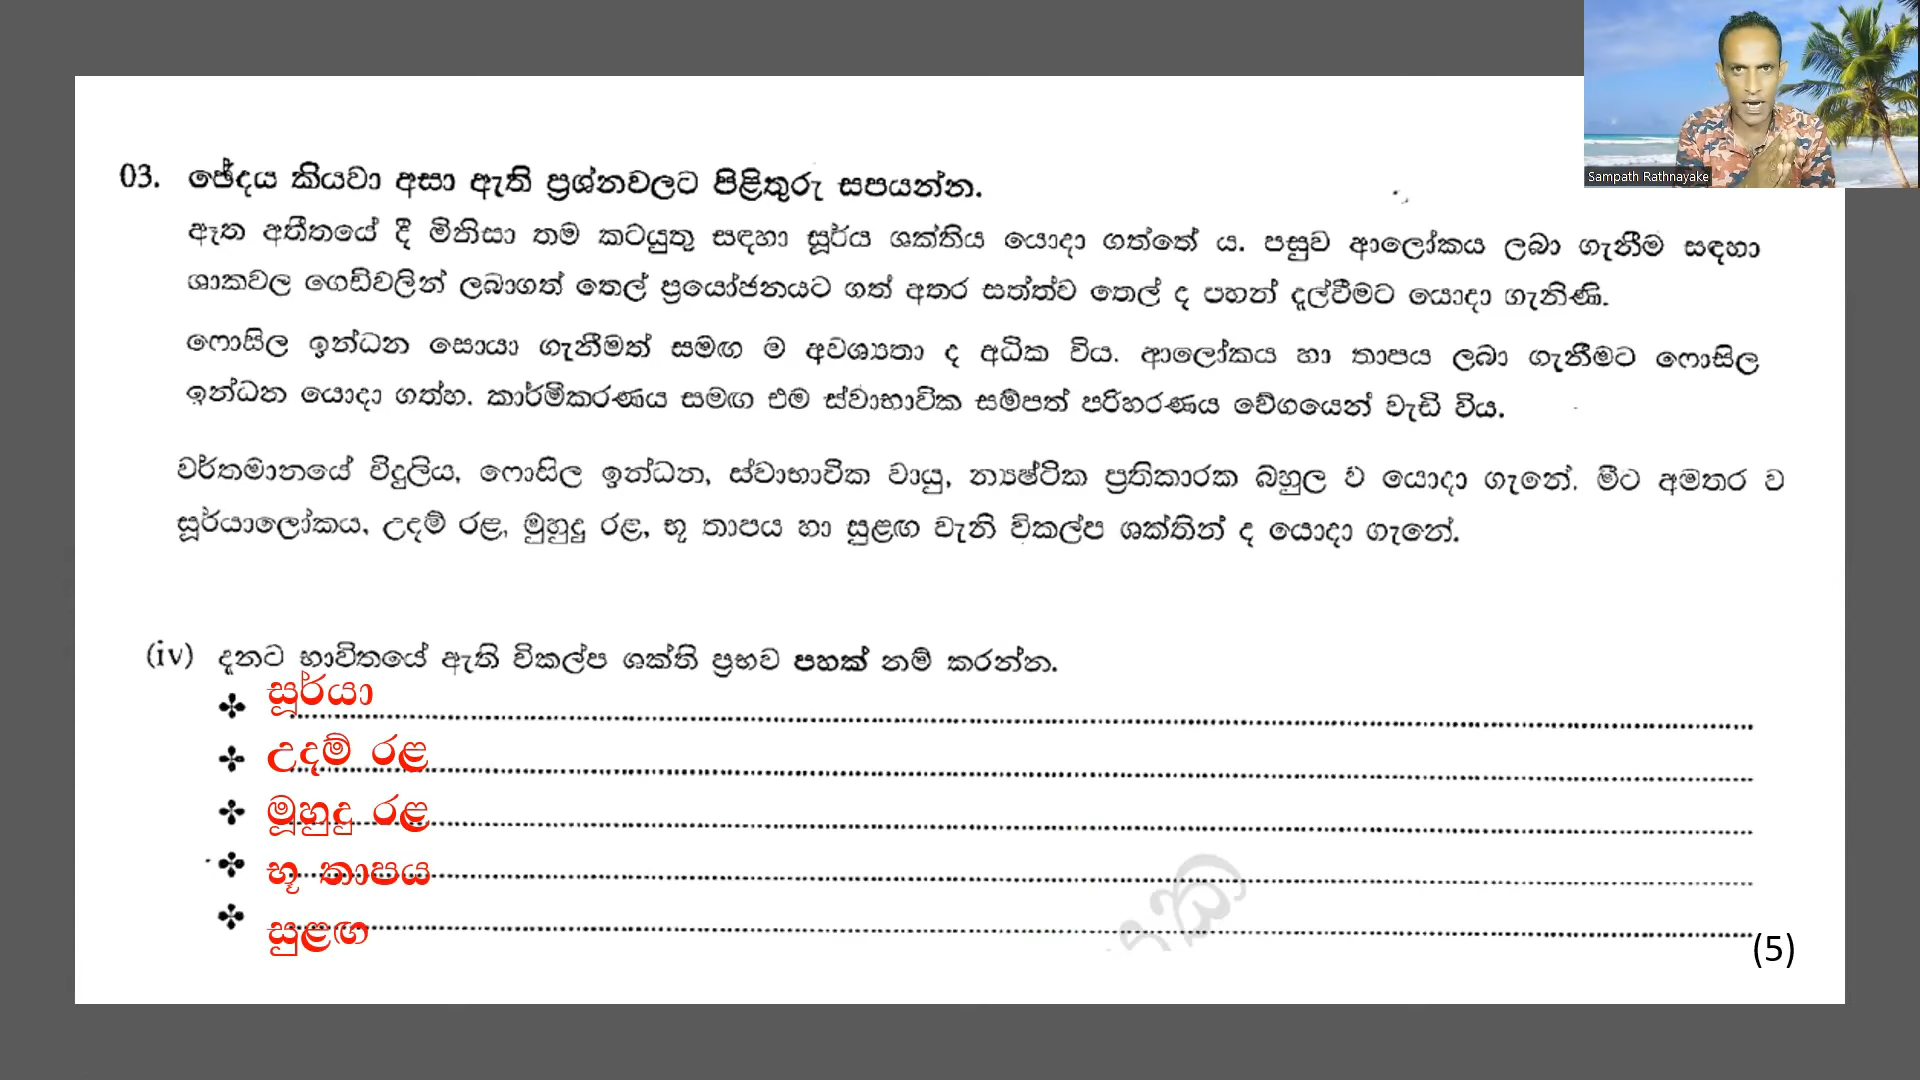 Sampath Rathnayake
03. ඡේදය කියවා අසා ඇති ප්‍රශ්නවලට පිළිතුරු සපයන්න.
ඈත අතීතයේ දී මිනිසා තම කටයුතු සඳහා සූර්ය ශක්තිය යොදා ගත්තේ ය. පසුව ආලෝකය ලබා ගැනීම සඳහා
ශාකවල ගෙඩිවලින් ලබාගත් තෙල් ප්‍රයෝජනයට ගත් අතර සත්ත්ව තෙල් ද පහන් දැල්වීමට යොදා ගැනිණි.
ෆොසිල ඉන්ධන සොයා ගැනීමත් සමඟ ම අවශ්‍යතා ද අධික විය. ආලෝකය හා තාපය ලබා ගැනීමට ෆොසිල
ඉන්ධන යොදා ගත්හ. කාර්මීකරණය සමඟ එම ස්වාභාවික සම්පත් පරිහරණය වේගයෙන් වැඩි විය.
වර්තමානයේ විදුලිය, ෆොසිල ඉන්ධන, ස්වාභාවික වායු, න්‍යෂ්ටික ප්‍රතිකාරක බහුල ව යොදා ගැනේ. මීට අමතර ව
සූර්යාලෝකය, උදම් රළ, මුහුදු රළ, භූ තාපය හා සුළඟ වැනි විකල්ප ශක්තින් ද යොදා ගැනේ.
(iv) දැනට භාවිතයේ ඇති විකල්ප ශක්ති ප්‍රභව පහක් නම් කරන්න.
සූර්යා
උදම් රළ
මූහුදු රළ
භූ තාපය
සුළඟ
(5)